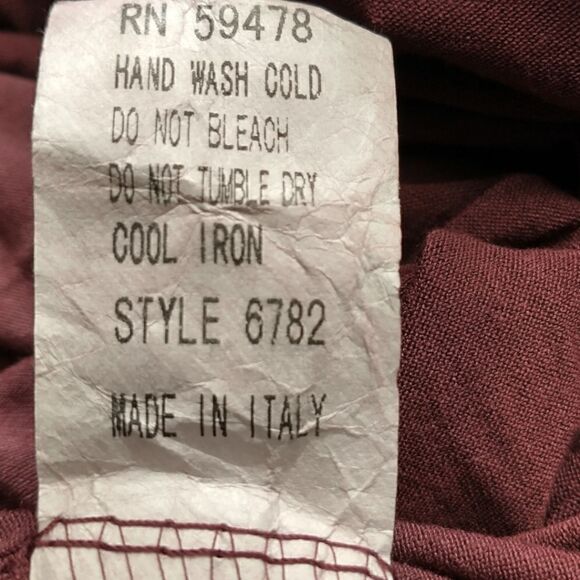 RN 59478
HAND WASH COLD
DO NOT BLEACH
DO NOT TUMBLE DRY
COOL IRON
STYLE 6782
MADE IN ITALY